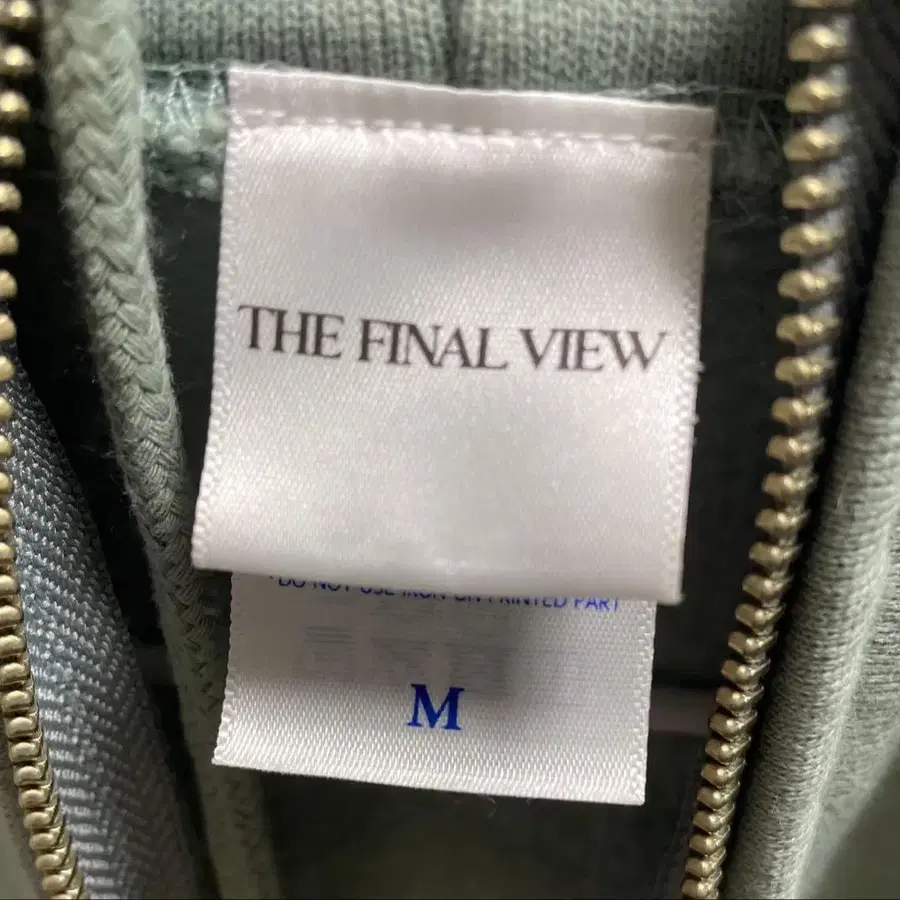 THE FINAL VIEW
DO NOT USE IRON ON PRINTED PART
M